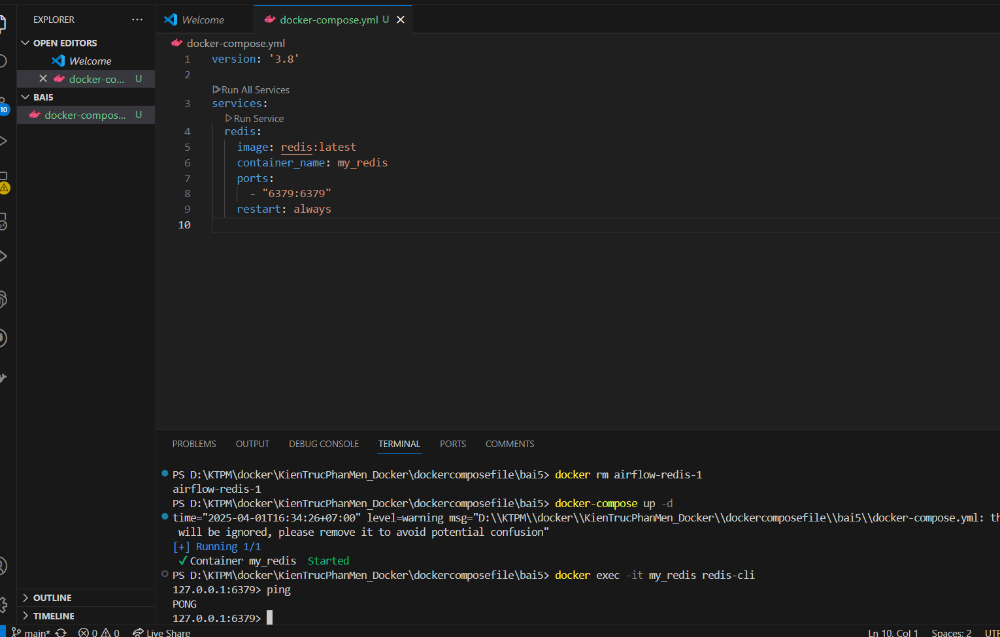 EXPLORER ...
OPEN EDITORS
Welcome
docker-co... U
BAI5
docker-compos... U
10
OUTLINE
TIMELINE
Welcome
docker-compose.yml U
docker-compose.yml
1 version: '3.8'
2
Run All Services
3 services:
Run Service
4 redis:
5 image: redis:latest
6 container_name: my_redis
7 ports:
8 - "6379:6379"
9 restart: always
10
PROBLEMS OUTPUT DEBUG CONSOLE TERMINAL PORTS COMMENTS
PS D:\KTPM\docker\KienTrucPhanMen_Docker\dockercomposefile\bai5> docker rm airflow-redis-1
airflow-redis-1
PS D:\KTPM\docker\KienTrucPhanMen_Docker\dockercomposefile\bai5> docker-compose up -d
time="2025-04-01T16:34:26+07:00" level=warning msg="D:\\KTPM\\docker\\KienTrucPhanMen_Docker\\dockercomposefile\\bai5\\docker-compose.yml: th
will be ignored, please remove it to avoid potential confusion"
[+] Running 1/1
✓ Container my_redis Started
PS D:\KTPM\docker\KienTrucPhanMen_Docker\dockercomposefile\bai5> docker exec -it my_redis redis-cli
127.0.0.1:6379> ping
PONG
127.0.0.1:6379>
main* 0 0 Live Share Ln 10, Col 1 Spaces: 2 UTF